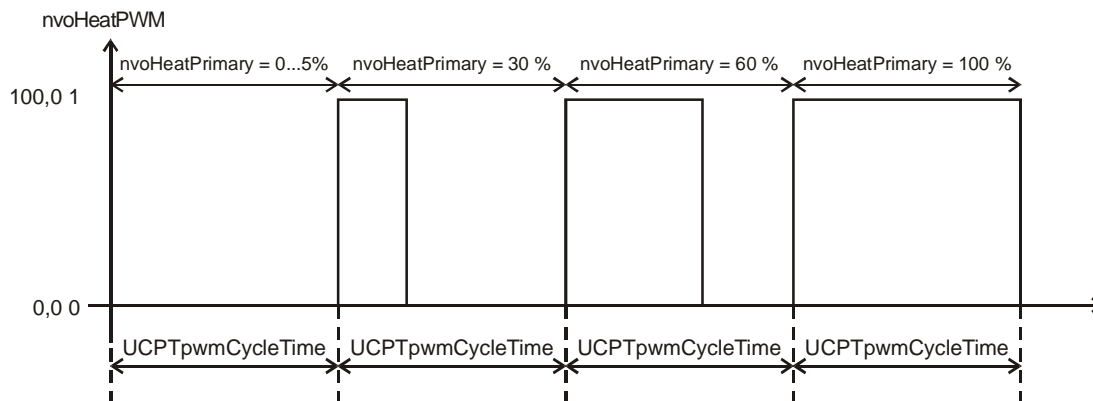 nvoHeatPWM
nvoHeatPrimary = 0...5% nvoHeatPrimary = 30 % nvoHeatPrimary = 60 % nvoHeatPrimary = 100 %
100,0 1
0,0 0
UCPTpwmCycleTime UCPTpwmCycleTime UCPTpwmCycleTime UCPTpwmCycleTime